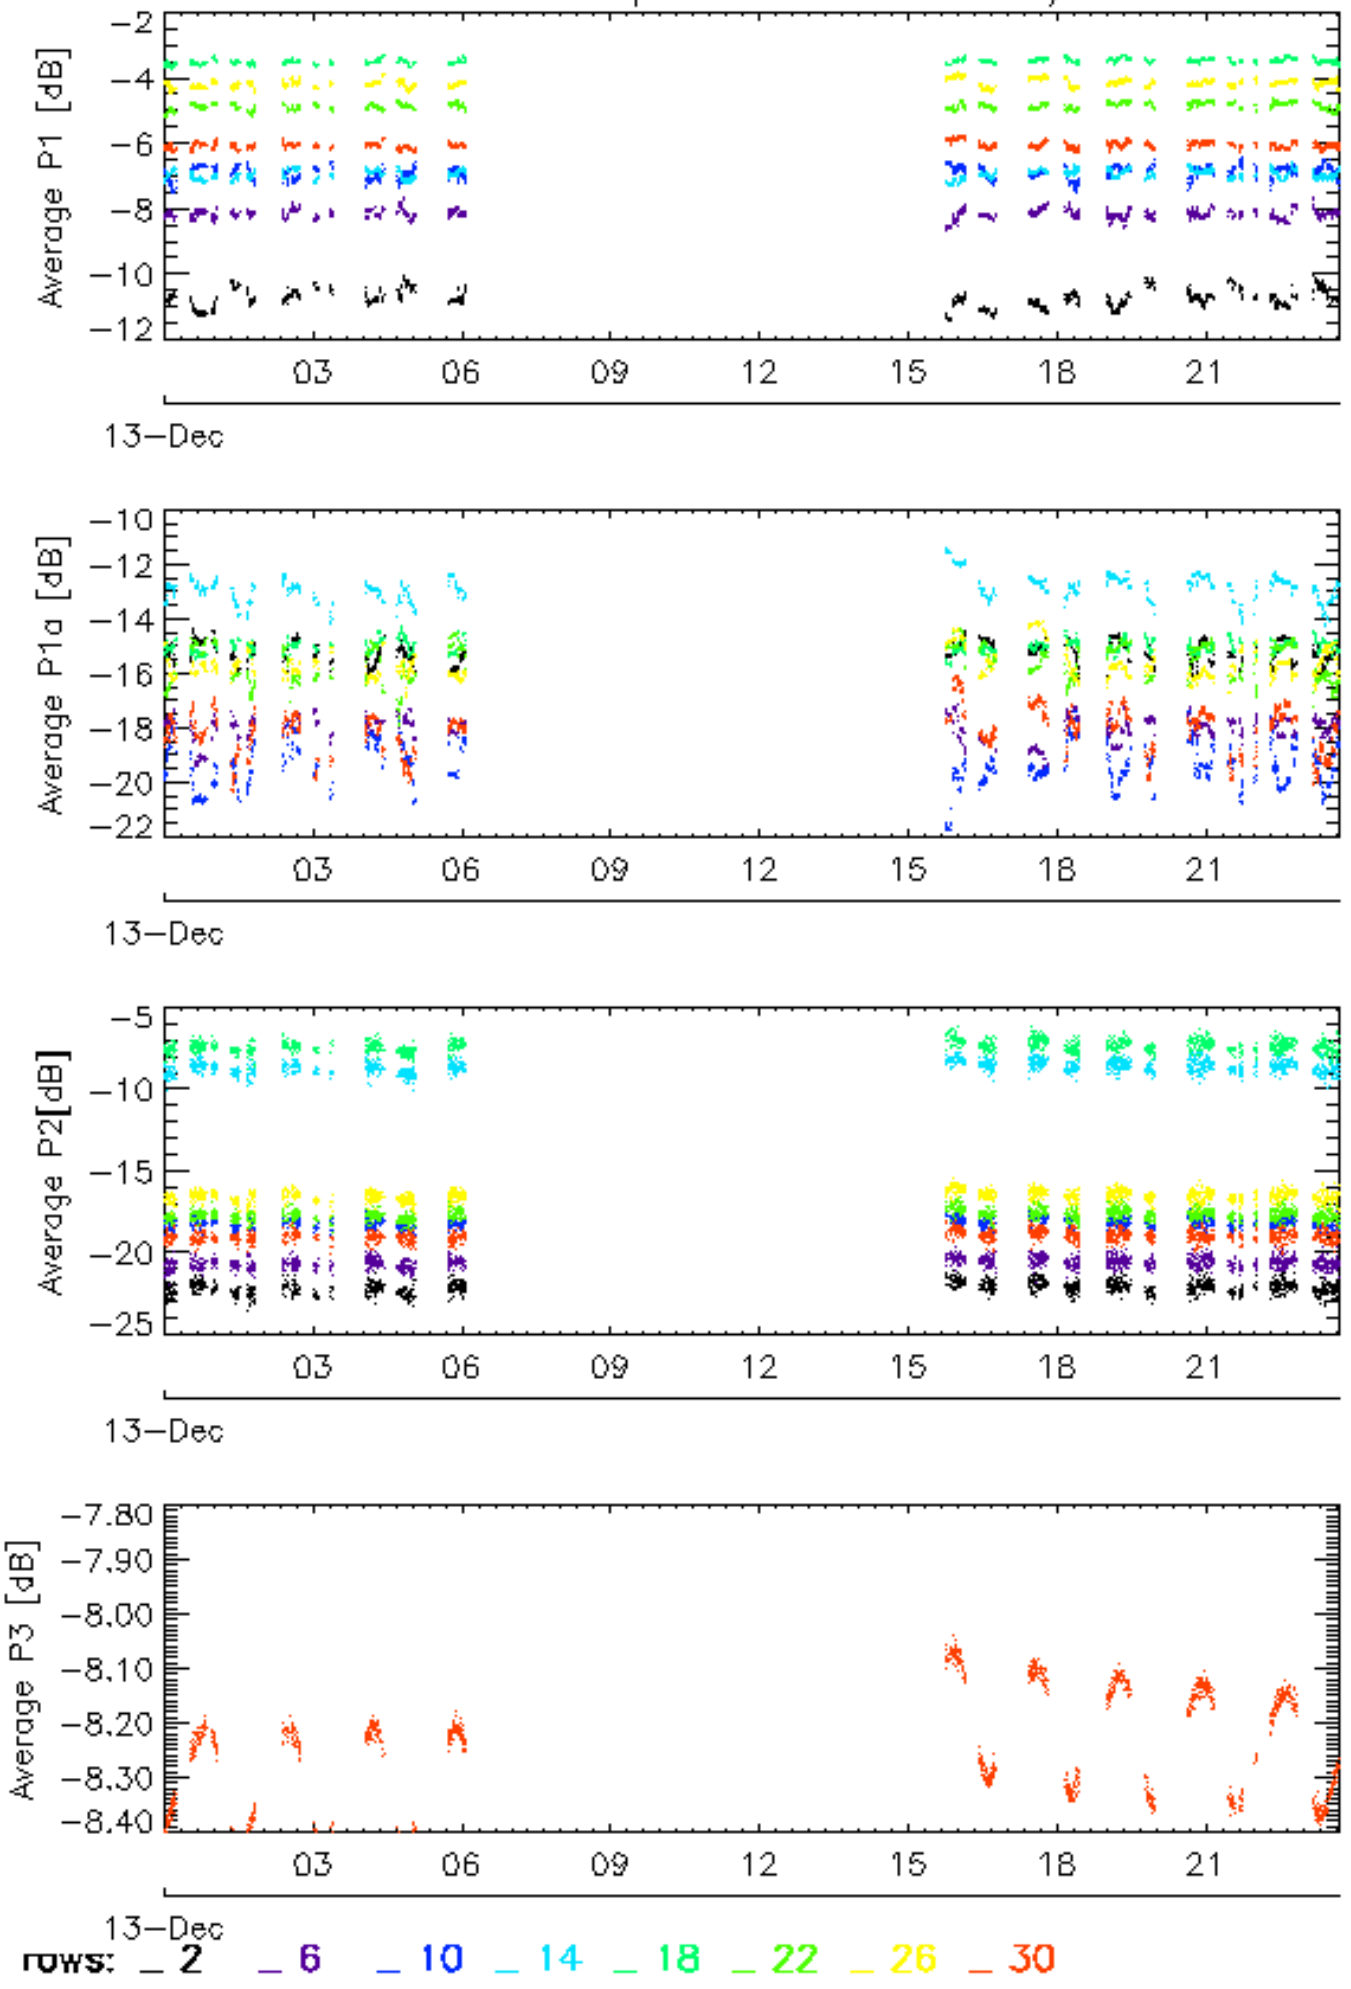 Average P1 [dB]
−2
−4
−6
−8
−10
−12
03 06 09 12 15 18 21
13−Dec
Average P1a [dB]
−10
−12
−14
−16
−18
−20
−22
03 06 09 12 15 18 21
13−Dec
Average P2[dB]
−5
−10
−15
−20
−25
03 06 09 12 15 18 21
13−Dec
Average P3 [dB]
−7.80
−7.90
−8.00
−8.10
−8.20
−8.30
−8.40
03 06 09 12 15 18 21
13−Dec
rows: _ 2 _ 6 _ 10 _ 14 _ 18 _ 22 _ 26 _ 30